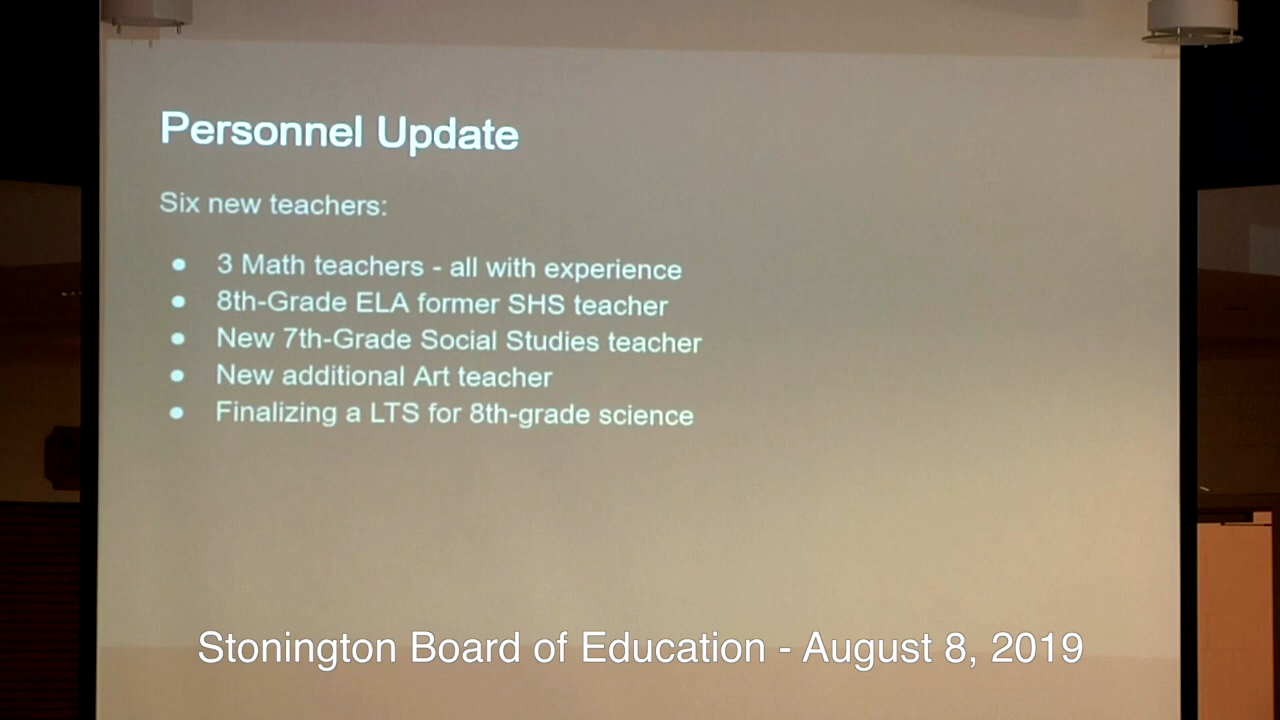 Personnel Update
Six new teachers:
● 3 Math teachers - all with experience
● 8th-Grade ELA former SHS teacher
● New 7th-Grade Social Studies teacher
● New additional Art teacher
● Finalizing a LTS for 8th-grade science
Stonington Board of Education - August 8, 2019